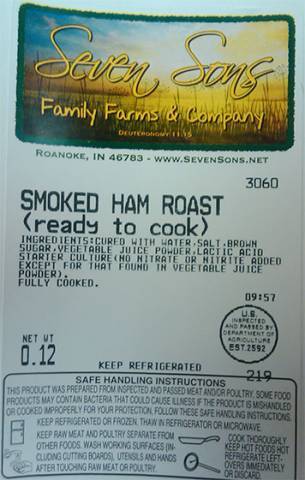 Seven Sons
Family Farms & Company
DEUTERONOMY 11:15
ROANOKE, IN 46783 - WWW.SEVENSONS.NET
3060
SMOKED HAM ROAST
(ready to cook)
INGREDIENTS:CURED WITH WATER,SALT,BROWN
SUGAR,VEGETABLE JUICE POWDER,LACTIC ACID
STARTER CULTURE(NO NITRATE OR NITRITE ADDED
EXCEPT FOR THAT FOUND IN VEGETABLE JUICE
POWDER).
FULLY COOKED.
09:57
U.S.
INSPECTED
AND PASSED BY
DEPARTMENT OF
AGRICULTURE
EST.2592
NET WT
0.12
KEEP REFRIGERATED
219
SAFE HANDLING INSTRUCTIONS
THIS PRODUCT WAS PREPARED FROM INSPECTED AND PASSED MEAT AND/OR POULTRY. SOME FOOD
PRODUCTS MAY CONTAIN BACTERIA THAT COULD CAUSE ILLNESS IF THE PRODUCT IS MISHANDLED
OR COOKED IMPROPERLY. FOR YOUR PROTECTION, FOLLOW THESE SAFE HANDLING INSTRUCTIONS.
KEEP REFRIGERATED OR FROZEN. THAW IN REFRIGERATOR OR MICROWAVE.
KEEP RAW MEAT AND POULTRY SEPARATE FROM
OTHER FOODS. WASH WORKING SURFACES (IN-
CLUDING CUTTING BOARDS), UTENSILS AND HANDS
AFTER TOUCHING RAW MEAT OR POULTRY.
COOK THOROUGHLY
KEEP HOT FOODS HOT
REFRIGERATE LEFT-
OVERS IMMEDIATELY
OR DISCARD.